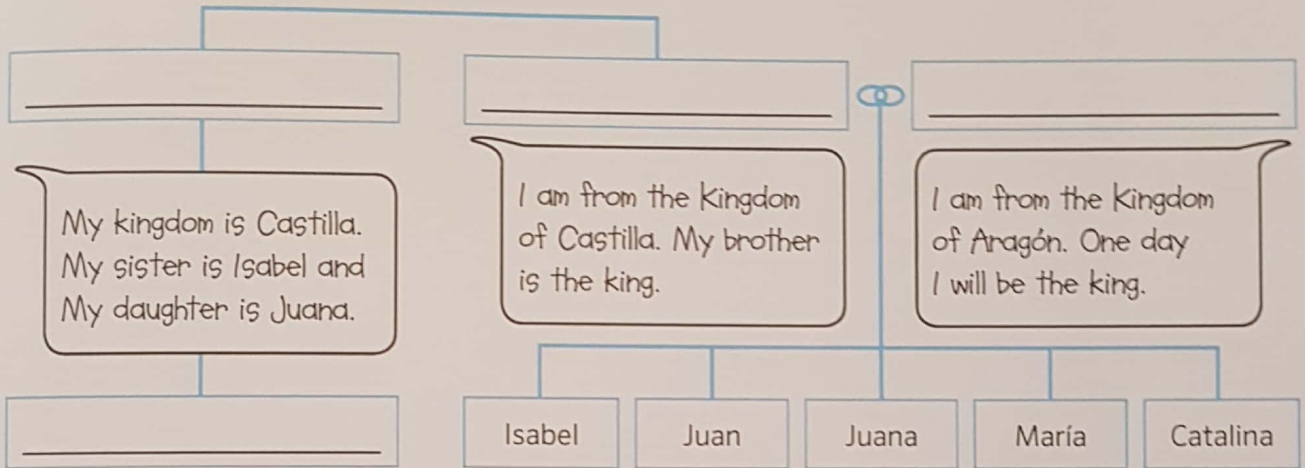 My kingdom is Castilla.
My sister is Isabel and
My daughter is Juana.
I am from the Kingdom
of Castilla. My brother
is the king.
I am from the Kingdom
of Aragón. One day
I will be the king.
Isabel
Juan
Juana
María
Catalina